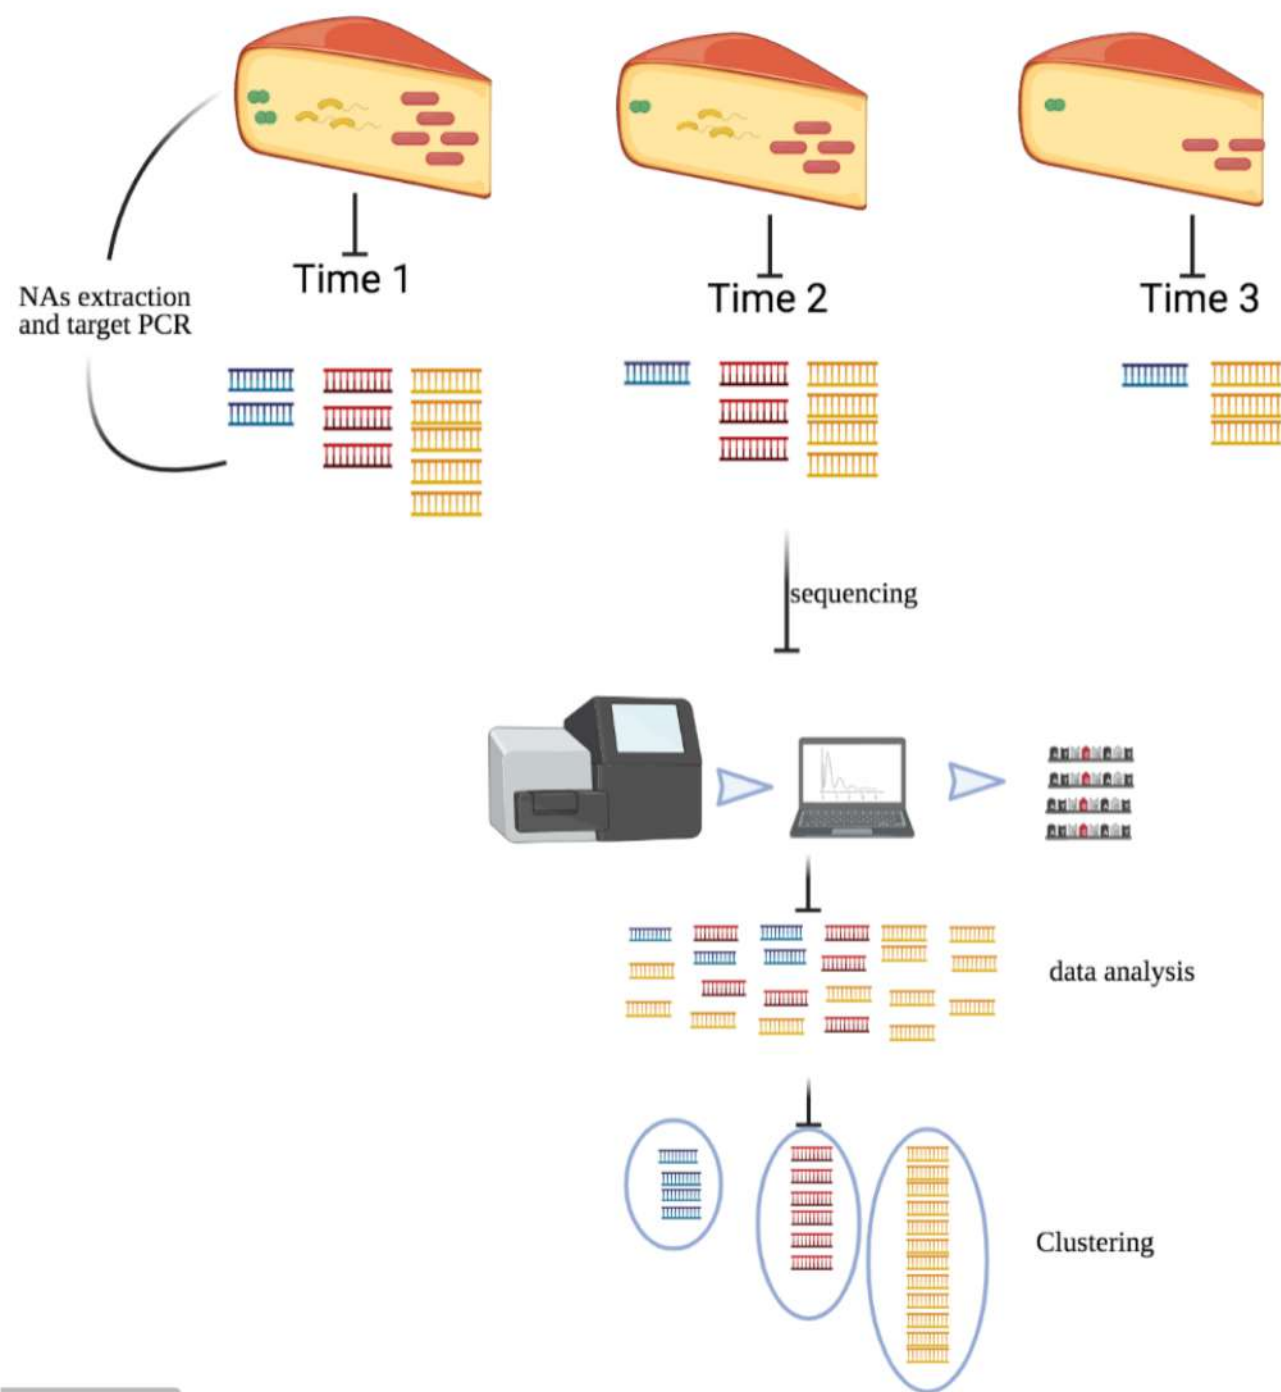 Time 1
Time 2
Time 3
NAs extraction
and target PCR
sequencing
data analysis
Clustering